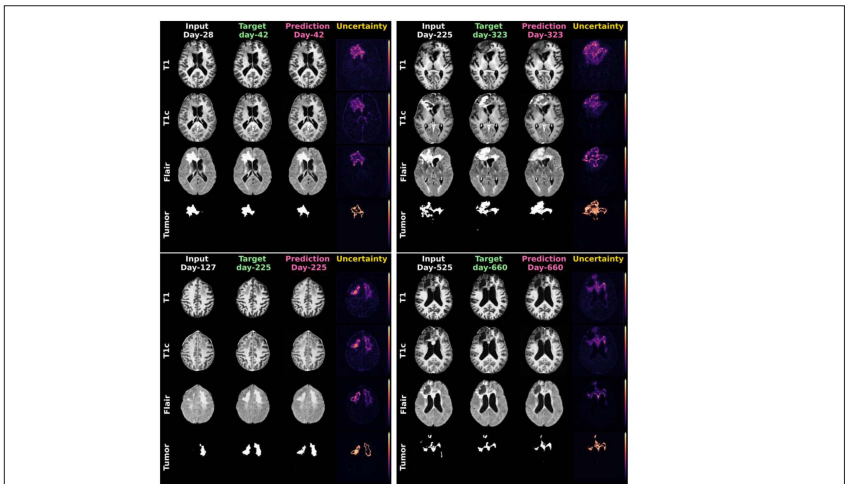 Input Target Prediction Uncertainty
Day-28 day-42 Day-42
T1
T1c
Flair
Tumor
Input Target Prediction Uncertainty
Day-225 day-323 Day-323
T1
T1c
Flair
Tumor
Input Target Prediction Uncertainty
Day-127 day-225 Day-225
T1
T1c
Flair
Tumor
Input Target Prediction Uncertainty
Day-525 day-660 Day-660
T1
T1c
Flair
Tumor